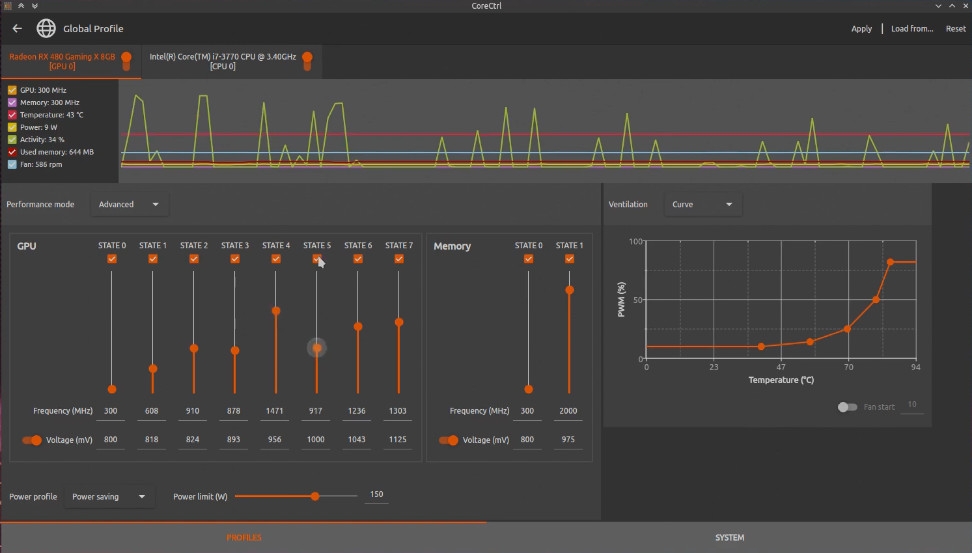 CoreCtrl
Global Profile
Apply | Load from... Reset
Radeon RX 480 Gaming X 8GB
[GPU 0]
Intel(R) Core(TM) i7-3770 CPU @ 3.40GHz
[CPU 0]
GPU: 300 MHz
Memory: 300 MHz
Temperature: 43 °C
Power: 9 W
Activity: 34 %
Used memory: 644 MB
Fan: 586 rpm
Performance mode Advanced
Ventilation Curve
GPU STATE 0 STATE 1 STATE 2 STATE 3 STATE 4 STATE 5 STATE 6 STATE 7
Frequency (MHz) 300 608 910 878 1471 917 1236 1303
Voltage (mV) 800 818 824 893 956 1000 1043 1125
Memory STATE 0 STATE 1
Frequency (MHz) 300 2000
Voltage (mV) 800 975
PWM (%)
100
50
0
0 23 47 70 94
Temperature (°C)
Fan start 10
Power profile Power saving Power limit (W) 150
PROFILES SYSTEM